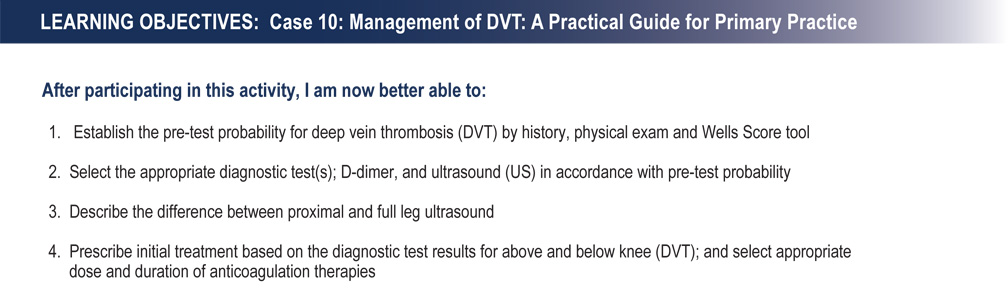 LEARNING OBJECTIVES: Case 10: Management of DVT: A Practical Guide for Primary Practice
After participating in this activity, I am now better able to:
1. Establish the pre-test probability for deep vein thrombosis (DVT) by history, physical exam and Wells Score tool
2. Select the appropriate diagnostic test(s); D-dimer, and ultrasound (US) in accordance with pre-test probability
3. Describe the difference between proximal and full leg ultrasound
4. Prescribe initial treatment based on the diagnostic test results for above and below knee (DVT); and select appropriate
dose and duration of anticoagulation therapies